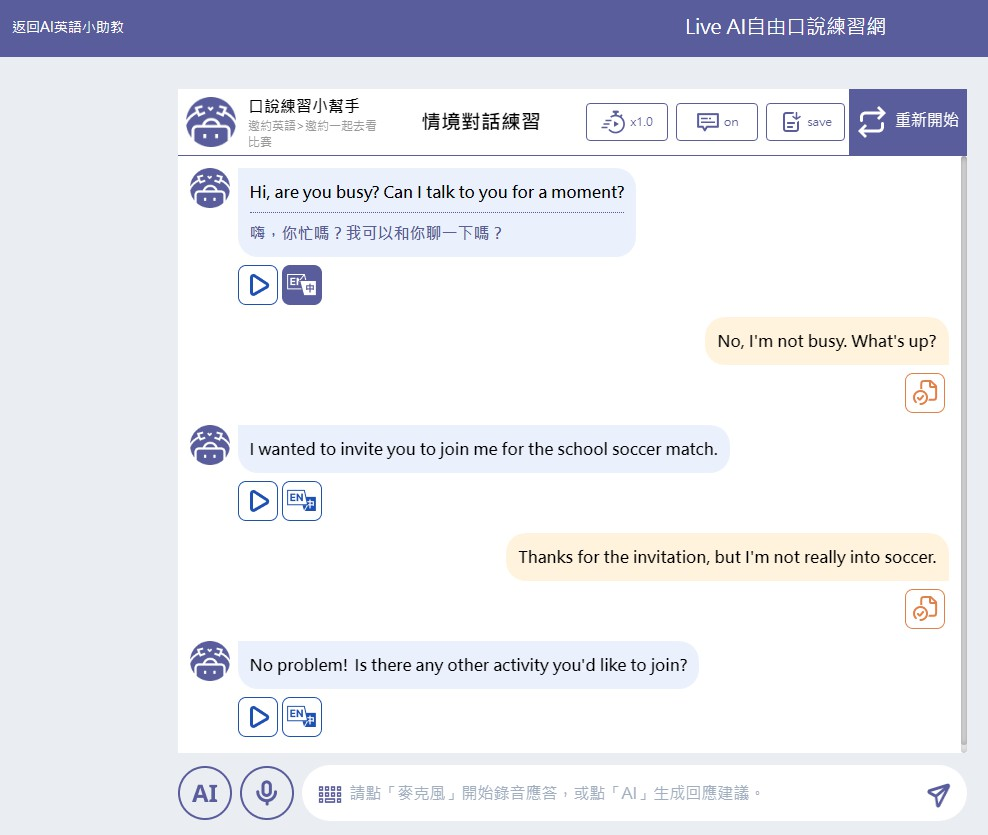 返回AI英語小助教
Live AI自由口說練習網
口說練習小幫手
邀約英語>邀約一起去看
比賽
情境對話練習
x1.0
on
save
重新開始
Hi, are you busy? Can I talk to you for a moment?
嗨，你忙嗎？我可以和你聊一下嗎？
EN 中
No, I'm not busy. What's up?
I wanted to invite you to join me for the school soccer match.
EN 中
Thanks for the invitation, but I'm not really into soccer.
No problem! Is there any other activity you'd like to join?
EN 中
AI
請點「麥克風」開始錄音應答，或點「AI」生成回應建議。